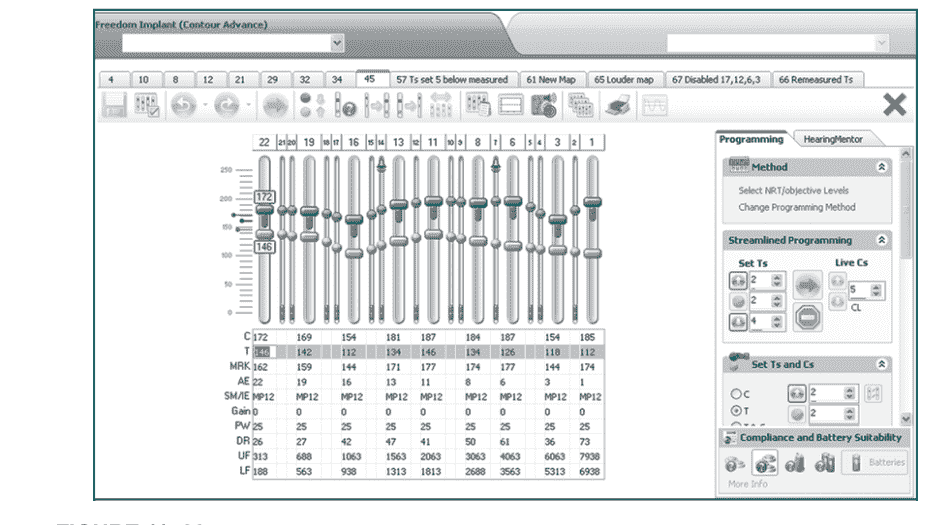 Freedom Implant (Contour Advance)
4 10 8 12 21 29 32 34 45 57 Ts set 5 below measured 61 New Map 65 Louder map 67 Disabled 17,12,6,3 66 Remeasured Ts
22 21 20 19 18 17 16 15 14 13 12 11 10 9 8 7 6 5 4 3 2 1
Programming HearingMentor
250
200
150
100
50
0
172
146
Method
Select NRT/objective Levels
Change Programming Method
Streamlined Programming
Set Ts Live Cs
2
2 5
4 CL
C 172 169 154 181 187 184 187 154 185
T 146 142 112 134 146 134 126 118 112
MRK 162 159 144 171 177 174 177 144 174
AE 22 19 16 13 11 8 6 3 1
SM/IE MP12 MP12 MP12 MP12 MP12 MP12 MP12 MP12 MP12
Gain 0 0 0 0 0 0 0 0 0
PW 25 25 25 25 25 25 25 25 25
DR 26 27 42 47 41 50 61 36 73
UF 313 688 1063 1563 2063 3063 4063 6063 7938
LF 188 563 938 1313 1813 2688 3563 5313 6938
Set Ts and Cs
C 2
T 2
Compliance and Battery Suitability
Batteries
More Info